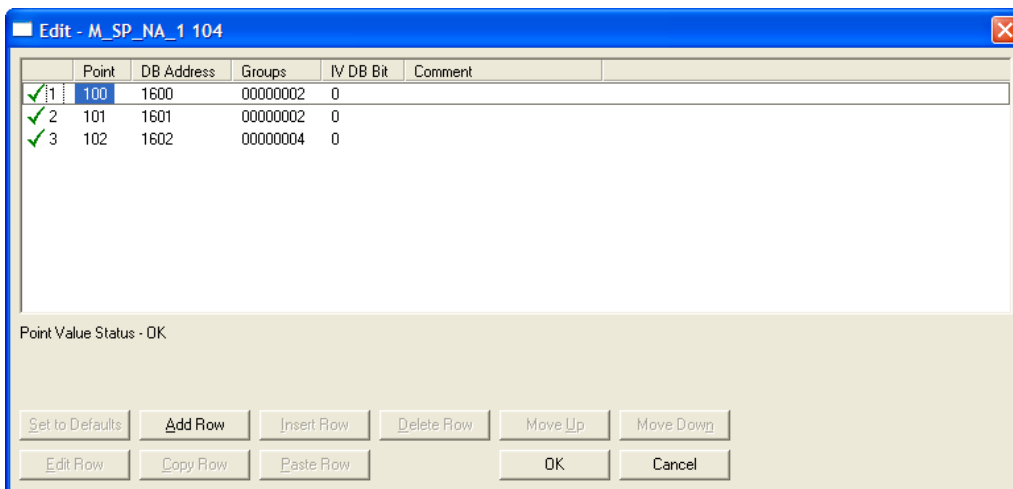 Edit - M_SP_NA_1 104
Point DB Address Groups IV DB Bit Comment
1 100 1600 00000002 0
2 101 1601 00000002 0
3 102 1602 00000004 0
Point Value Status - OK
Set to Defaults Add Row Insert Row Delete Row Move Up Move Down
Edit Row Copy Row Paste Row OK Cancel